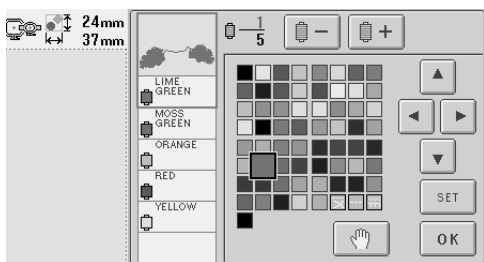 24mm
37mm
1
5
−
+
LIME
GREEN
MOSS
GREEN
ORANGE
RED
YELLOW
SET
OK